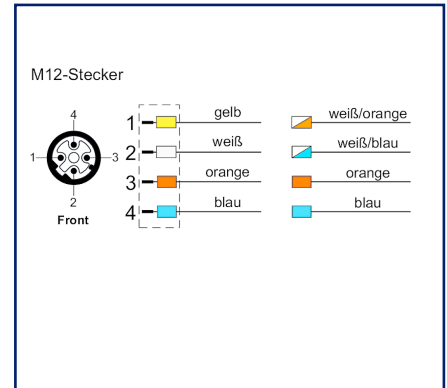 M12-Stecker
4
1
3
2
Front
1 gelb weiß/orange
2 weiß weiß/blau
3 orange orange
4 blau blau